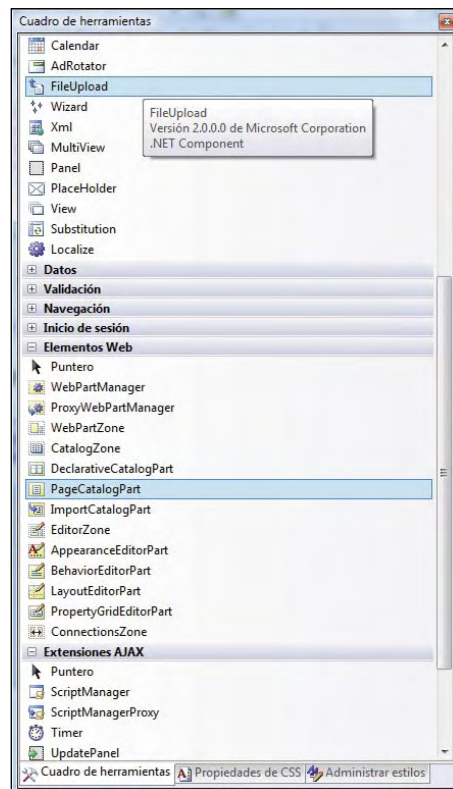 Cuadro de herramientas
Calendar
AdRotator
FileUpload
Wizard
FileUpload
Versión 2.0.0.0 de Microsoft Corporation
.NET Component
Xml
MultiView
Panel
PlaceHolder
View
Substitution
Localize
Datos
Validación
Navegación
Inicio de sesión
Elementos Web
Puntero
WebPartManager
ProxyWebPartManager
WebPartZone
CatalogZone
DeclarativeCatalogPart
PageCatalogPart
ImportCatalogPart
EditorZone
AppearanceEditorPart
BehaviorEditorPart
LayoutEditorPart
PropertyGridEditorPart
ConnectionsZone
Extensiones AJAX
Puntero
ScriptManager
ScriptManagerProxy
Timer
UpdatePanel
Cuadro de herramientas Propiedades de CSS Administrar estilos